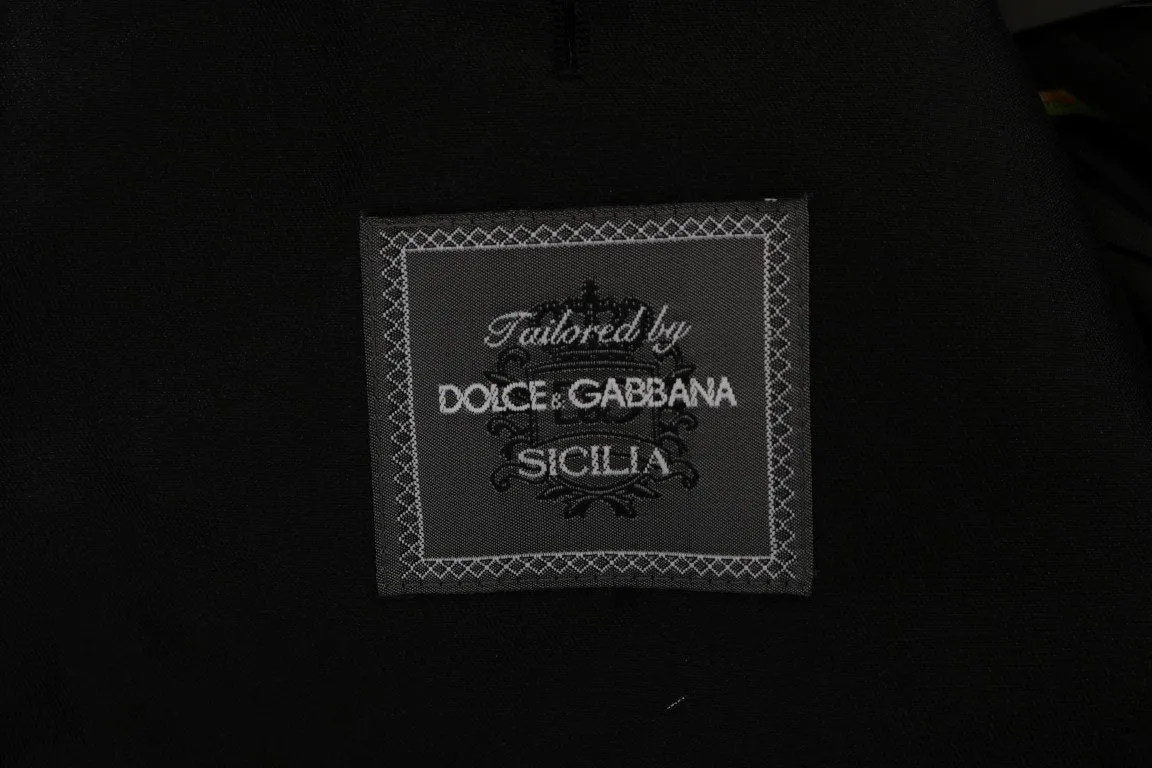 Tailored by
DOLCE & GABBANA
SICILIA